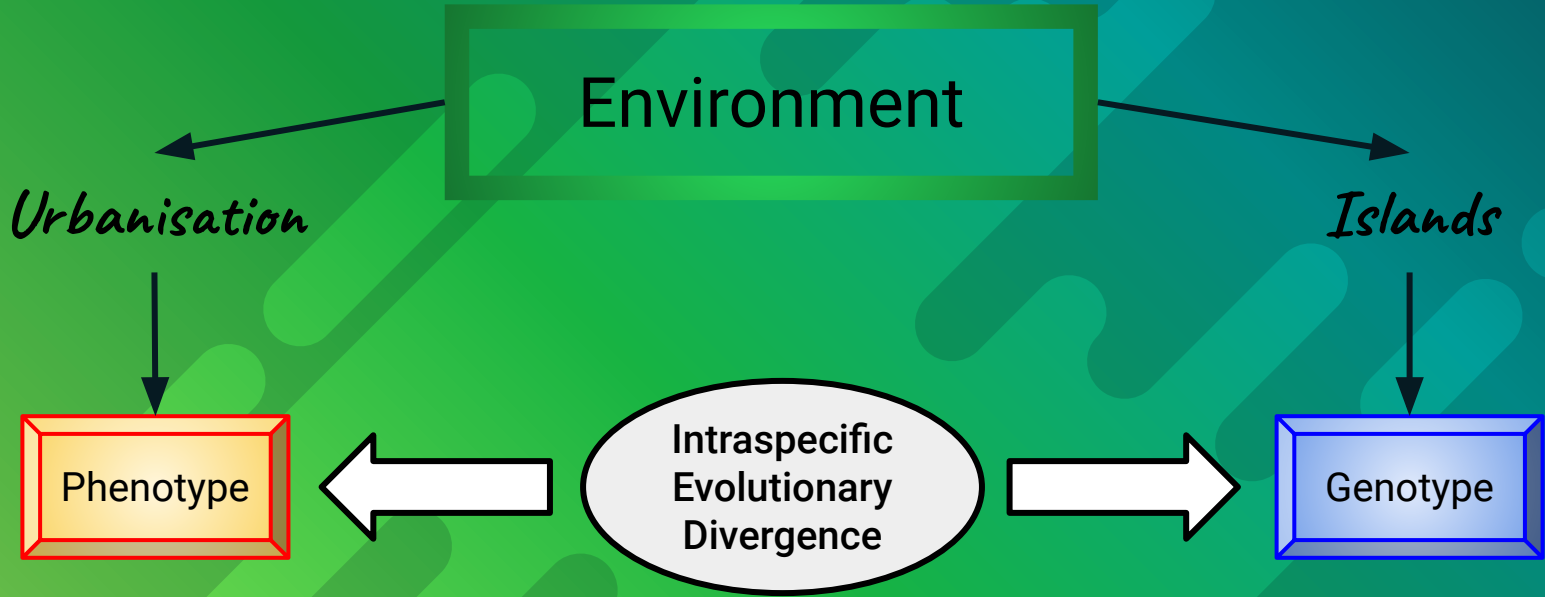 Environment
Urbanisation
Islands
Phenotype
Intraspecific
Evolutionary
Divergence
Genotype